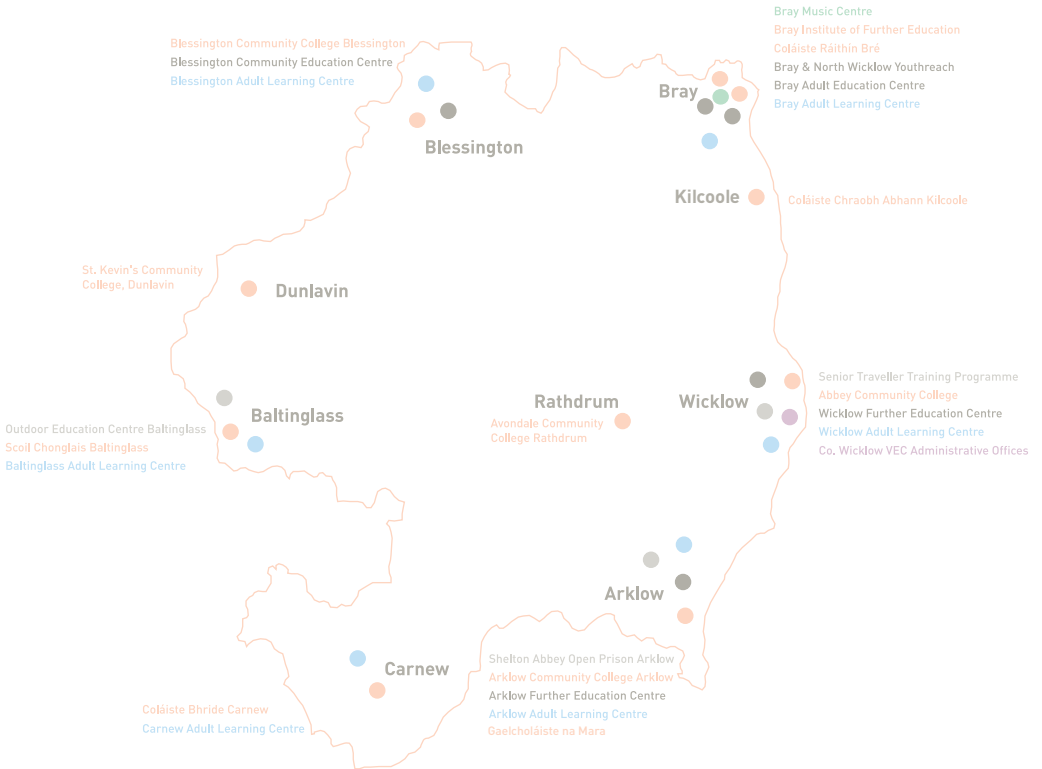 Bray Music Centre
Bray Institute of Further Education
Coláiste Ráithín Bré
Bray & North Wicklow Youthreach
Bray Adult Education Centre
Bray Adult Learning Centre
Blessington Community College Blessington
Blessington Community Education Centre
Blessington Adult Learning Centre
Bray
Blessington
Kilcoole
Coláiste Chraobh Abhann Kilcoole
St. Kevin's Community
College, Dunlavin
Dunlavin
Senior Traveller Training Programme
Abbey Community College
Wicklow Further Education Centre
Wicklow Adult Learning Centre
Co. Wicklow VEC Administrative Offices
Rathdrum
Wicklow
Avondale Community
College Rathdrum
Baltinglass
Outdoor Education Centre Baltinglass
Scoil Chonglais Baltinglass
Baltinglass Adult Learning Centre
Arklow
Carnew
Shelton Abbey Open Prison Arklow
Arklow Community College Arklow
Arklow Further Education Centre
Arklow Adult Learning Centre
Gaelcholáiste na Mara
Coláiste Bhride Carnew
Carnew Adult Learning Centre